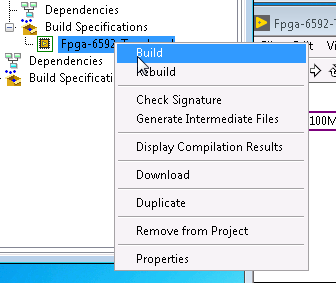 Dependencies
Build Specifications
Fpga-6592-
Build
Rebuild
Check Signature
Generate Intermediate Files
Display Compilation Results
Download
Duplicate
Remove from Project
Properties
Dependencies
Build Specificati
Fpga-6592-
100M